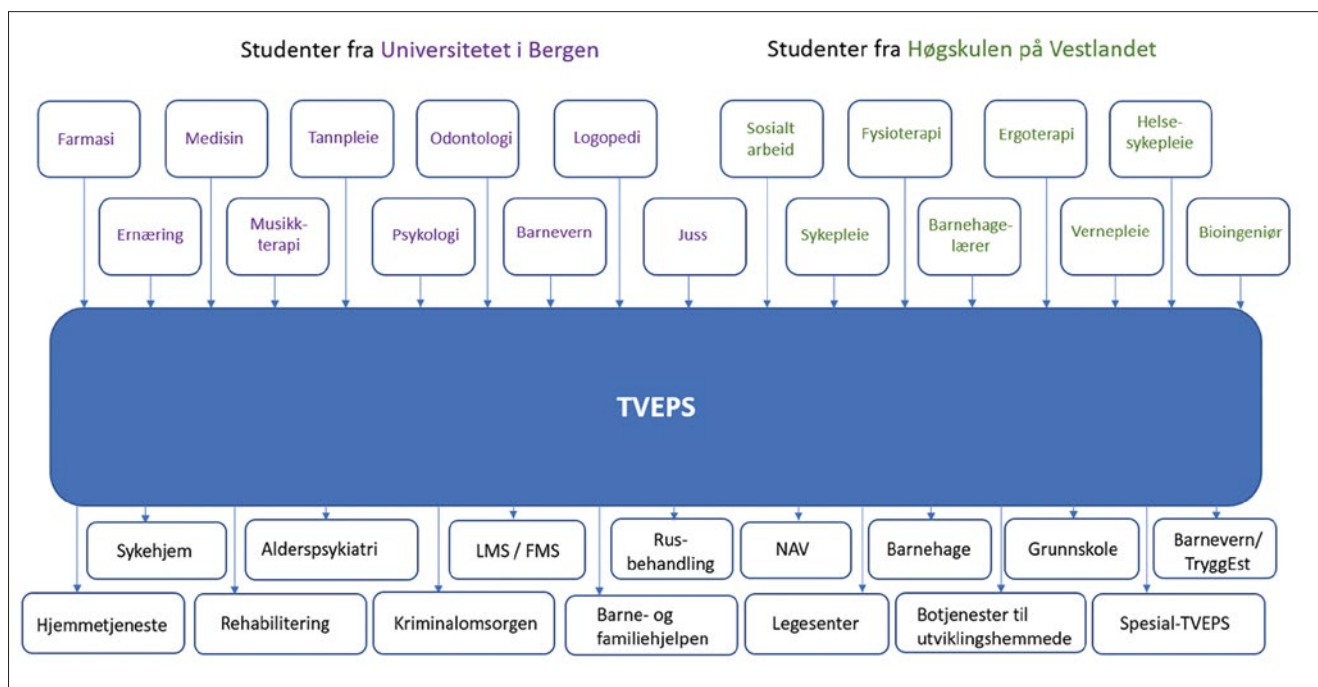 Studenter fra Universitetet i Bergen
Studenter fra Høgskulen på Vestlandet
Farmasi
Medisin
Tannpleie
Odontologi
Logopedi
Sosialt
arbeid
Fysioterapi
Ergoterapi
Helse-
sykepleie
Ernæring
Musikk-
terapi
Psykologi
Barnevern
Juss
Sykepleie
Barnehage-
lærer
Vernepleie
Bioingeniør
TVEPS
Sykehjem
Alderspsykiatri
LMS / FMS
Rus-
behandling
NAV
Barnehage
Grunnskole
Barnevern/
TryggEst
Hjemmetjeneste
Rehabilitering
Kriminalomsorgen
Barne- og
familiehjelpen
Legesenter
Botjenester til
utviklingshemmede
Spesial-TVEPS